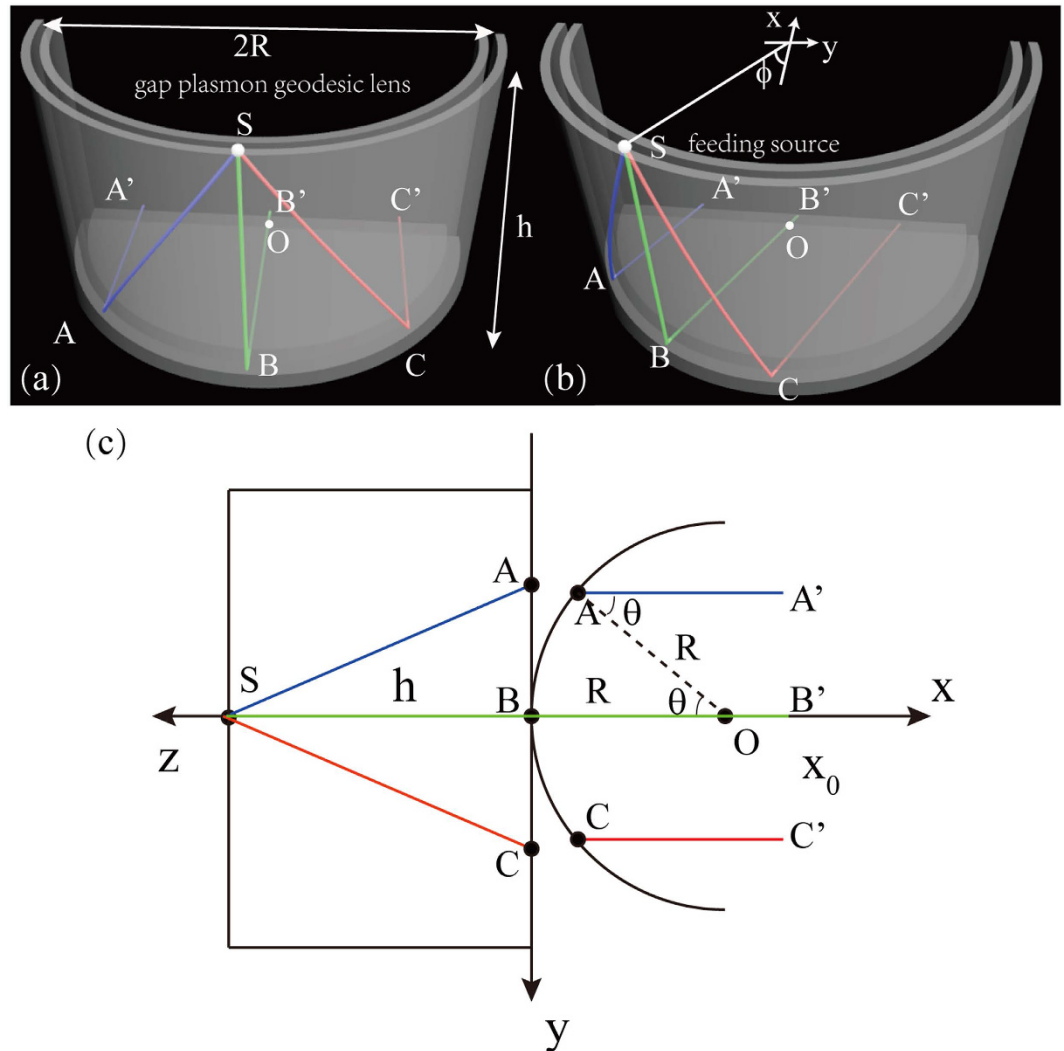 2R
gap plasmon geodesic lens
S
A’
B’
C’
O
h
A
B
C
(a)
x
y
ϕ
S
feeding source
A’
B’
C’
O
A
B
C
(b)
(c)
A
A’
A
θ
R
S
h
B
R
θ
B’
x
z
O
x₀
C
C’
C
y